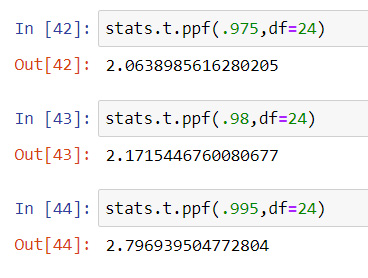 In [42]: stats.t.ppf(.975,df=24)
Out[42]: 2.0638985616280205
In [43]: stats.t.ppf(.98,df=24)
Out[43]: 2.1715446760080677
In [44]: stats.t.ppf(.995,df=24)
Out[44]: 2.796939504772804